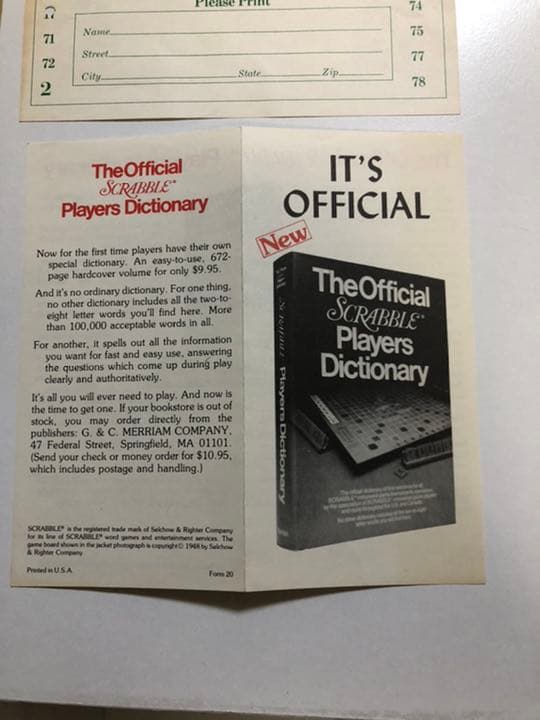 Please Print
17
71
72
2
Name
Street
City State Zip
74
75
77
78
The Official
SCRABBLE®
Players Dictionary
Now for the first time players have their own
special dictionary. An easy-to-use, 672-
page hardcover volume for only $9.95.
And it's no ordinary dictionary. For one thing,
no other dictionary includes all the two-to-
eight letter words you'll find here. More
than 100,000 acceptable words in all.
For another, it spells out all the information
you want for fast and easy use, answering
the questions which come up during play
clearly and authoritatively.
It's all you will ever need to play. And now is
the time to get one. If your bookstore is out of
stock, you may order directly from the
publishers: G. & C. MERRIAM COMPANY,
47 Federal Street, Springfield, MA 01101.
(Send your check or money order for $10.95,
which includes postage and handling.)
SCRABBLE® is the registered trade mark of Selchow & Righter Company
for its line of SCRABBLE® word games and entertainment services. The
game board shown in the jacket photograph is copyright © 1948 by Selchow
& Righter Company.
Printed in U.S.A. Form 20
IT'S
OFFICIAL
New
The Official
SCRABBLE®
Players
Dictionary
Players Dictionary